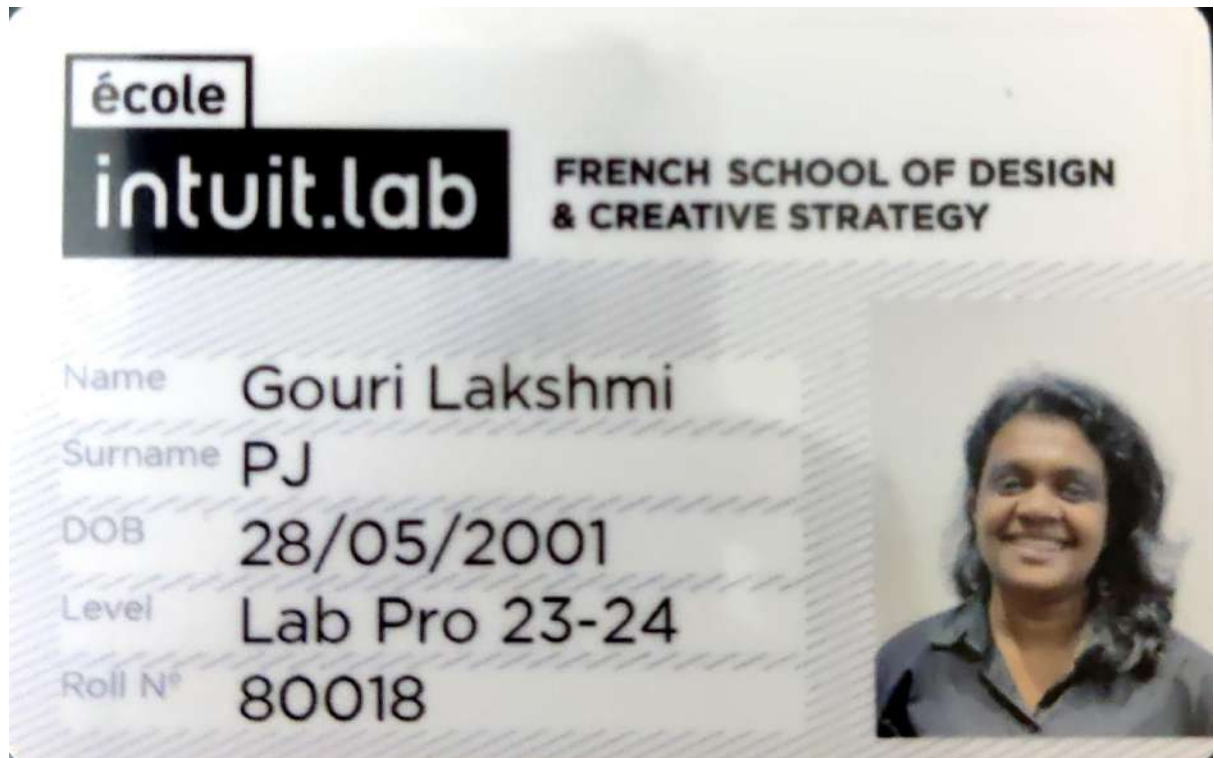 école
intuit.lab
FRENCH SCHOOL OF DESIGN
& CREATIVE STRATEGY
Name Gouri Lakshmi
Surname PJ
DOB 28/05/2001
Level Lab Pro 23-24
Roll Nº 80018